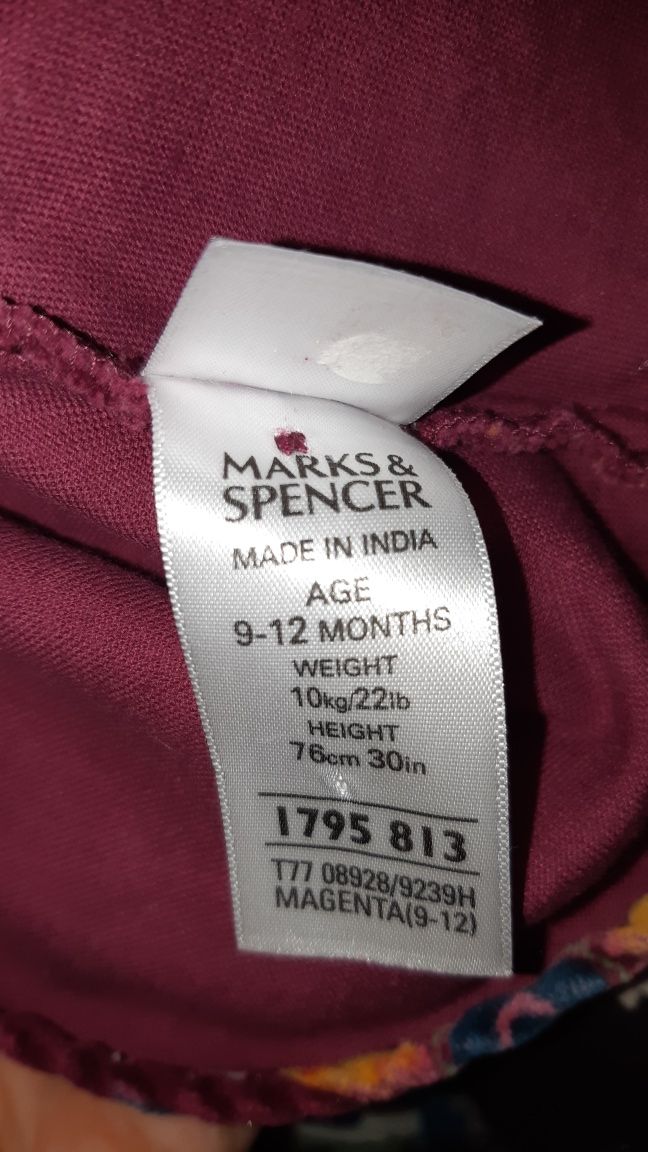 MARKS &
SPENCER
MADE IN INDIA
AGE
9-12 MONTHS
WEIGHT
10kg/22lb
HEIGHT
76cm 30in
1795 813
T77 08928/9239H
MAGENTA(9-12)